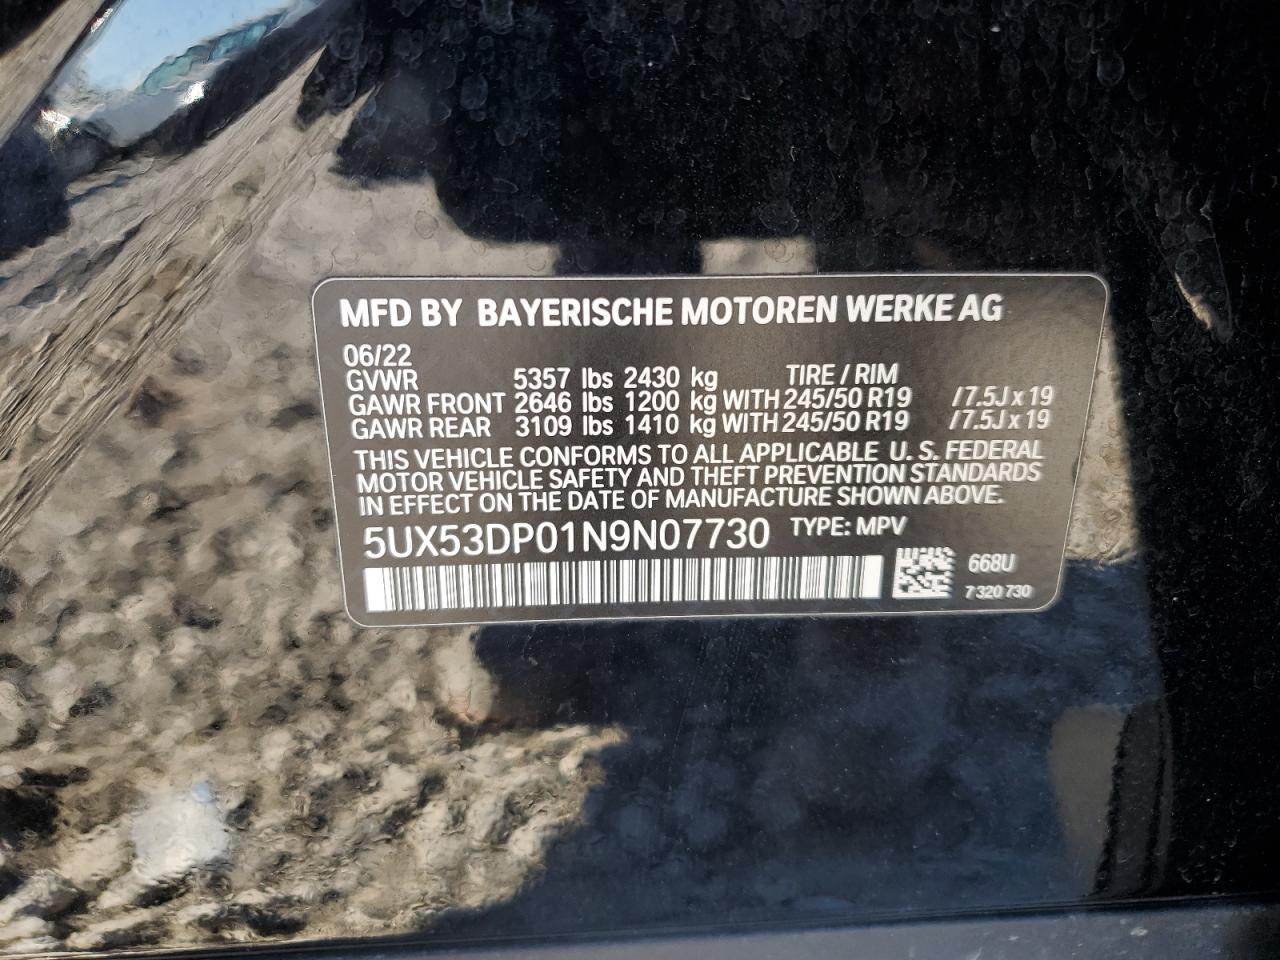 MFD BY BAYERISCHE MOTOREN WERKE AG
06/22
GVWR 5357 lbs 2430 kg TIRE / RIM
GAWR FRONT 2646 lbs 1200 kg WITH 245/50 R19 / 7.5J x 19
GAWR REAR 3109 lbs 1410 kg WITH 245/50 R19 / 7.5J x 19
THIS VEHICLE CONFORMS TO ALL APPLICABLE U. S. FEDERAL
MOTOR VEHICLE SAFETY AND THEFT PREVENTION STANDARDS
IN EFFECT ON THE DATE OF MANUFACTURE SHOWN ABOVE.
5UX53DP01N9N07730 TYPE: MPV
668U
7 320 730